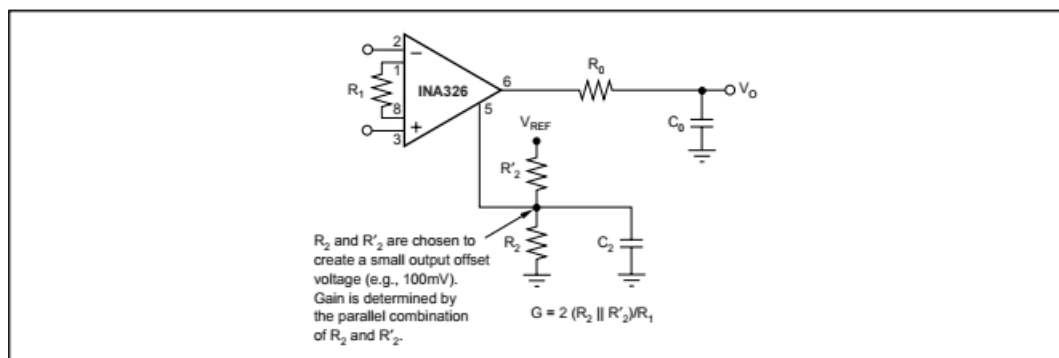 2
1
R1
8
3
−
+
INA326
6
5
R0
VO
C0
VREF
R′2
R2
C2
R2 and R′2 are chosen to
create a small output offset
voltage (e.g., 100mV).
Gain is determined by
the parallel combination
of R2 and R′2.
G = 2 (R2 || R′2)/R1